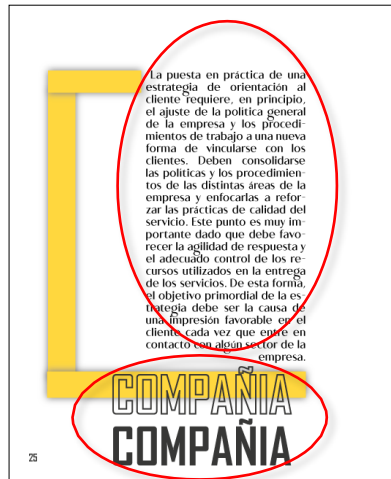 La puesta en práctica de una
estrategia de orientación al
cliente requiere, en principio,
el ajuste de la política general
de la empresa y los procedi-
mientos de trabajo a una nueva
forma de vincularse con los
clientes. Deben consolidarse
las políticas y los procedimien-
tos de las distintas áreas de la
empresa y enfocarlas a refor-
zar las prácticas de calidad del
servicio. Este punto es muy im-
portante dado que debe favo-
recer la agilidad de respuesta y
el adecuado control de los re-
cursos utilizados en la entrega
de los servicios. De esta forma,
el objetivo primordial de la es-
trategia debe ser la causa de
una impresión favorable en el
cliente cada vez que entre en
contacto con algún sector de la
empresa.
COMPAÑIA
COMPAÑIA
25